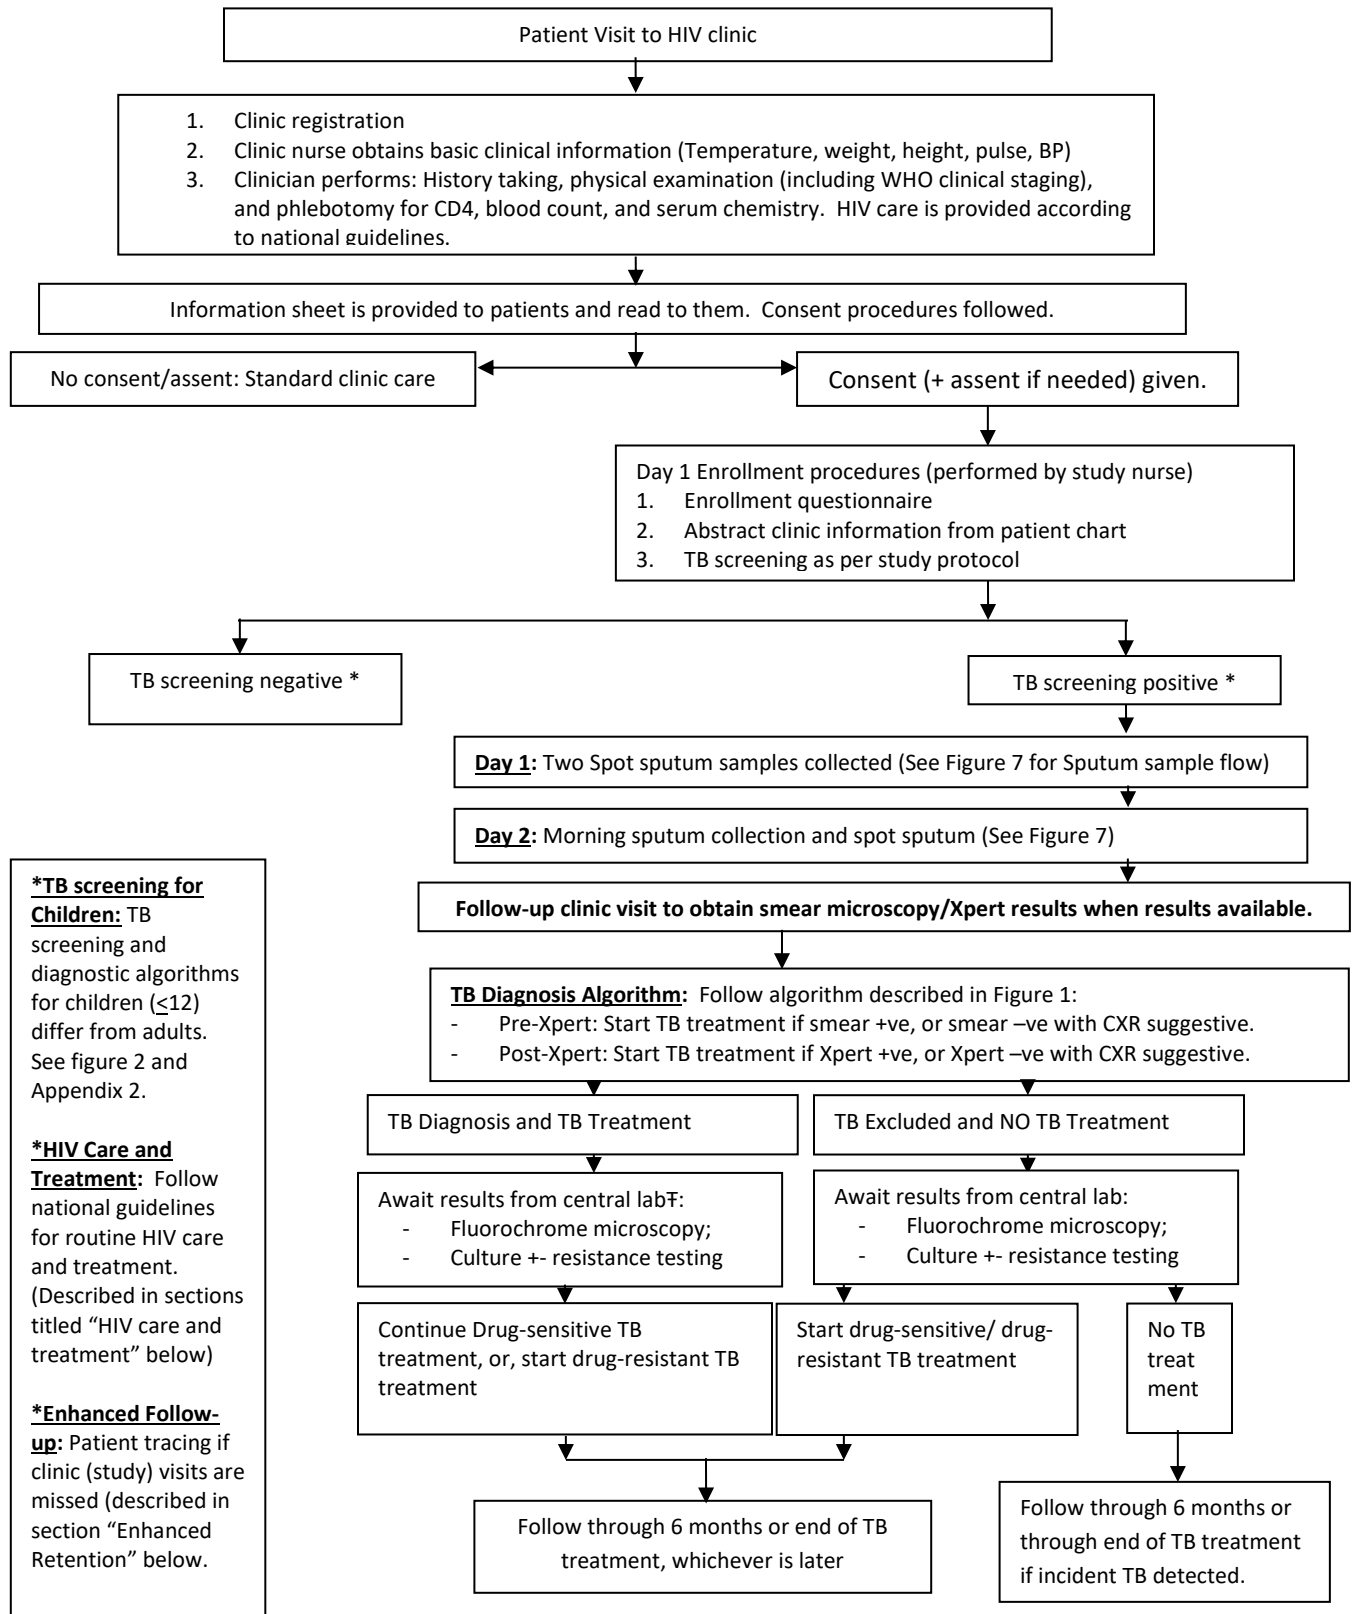 Patient Visit to HIV clinic
1. Clinic registration
2. Clinic nurse obtains basic clinical information (Temperature, weight, height, pulse, BP)
3. Clinician performs: History taking, physical examination (including WHO clinical staging),
and phlebotomy for CD4, blood count, and serum chemistry. HIV care is provided according
to national guidelines.
Information sheet is provided to patients and read to them. Consent procedures followed.
No consent/assent: Standard clinic care
Consent (+ assent if needed) given.
Day 1 Enrollment procedures (performed by study nurse)
1. Enrollment questionnaire
2. Abstract clinic information from patient chart
3. TB screening as per study protocol
TB screening negative *
TB screening positive *
Day 1: Two Spot sputum samples collected (See Figure 7 for Sputum sample flow)
Day 2: Morning sputum collection and spot sputum (See Figure 7)
Follow-up clinic visit to obtain smear microscopy/Xpert results when results available.
TB Diagnosis Algorithm: Follow algorithm described in Figure 1:
- Pre-Xpert: Start TB treatment if smear +ve, or smear –ve with CXR suggestive.
- Post-Xpert: Start TB treatment if Xpert +ve, or Xpert –ve with CXR suggestive.
TB Diagnosis and TB Treatment
TB Excluded and NO TB Treatment
Await results from central labŦ:
- Fluorochrome microscopy;
- Culture +- resistance testing
Await results from central lab:
- Fluorochrome microscopy;
- Culture +- resistance testing
Continue Drug-sensitive TB
treatment, or, start drug-resistant TB
treatment
Start drug-sensitive/ drug-
resistant TB treatment
No TB
treat
ment
Follow through 6 months or end of TB
treatment, whichever is later
Follow through 6 months or
through end of TB treatment
if incident TB detected.
*TB screening for
Children: TB
screening and
diagnostic algorithms
for children (≤12)
differ from adults.
See figure 2 and
Appendix 2.
*HIV Care and
Treatment: Follow
national guidelines
for routine HIV care
and treatment.
(Described in sections
titled “HIV care and
treatment” below)
*Enhanced Follow-
up: Patient tracing if
clinic (study) visits are
missed (described in
section “Enhanced
Retention” below.